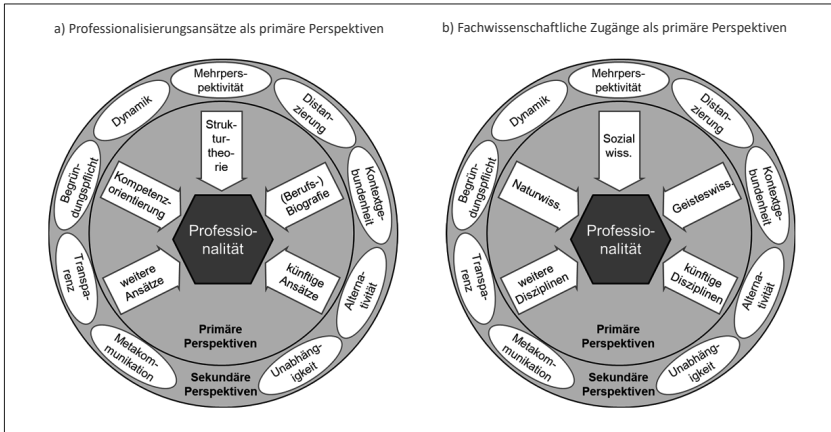 a) Professionalisierungsansätze als primäre Perspektiven
Mehrpers-
pektivität
Distan-
zierung
Kontextge-
bundenheit
Alterna-
tivität
Unabhäng-
igkeit
Sekundäre
Perspektiven
Metakom-
munikation
Transpa-
renz
Begrün-
dungspflicht
Dynamik
Struk-
tur-
theo-
rie
(Berufs-)
Biografie
künftige
Ansätze
weitere
Ansätze
Kompetenz-
orientierung
Professio-
nalität
Primäre
Perspektiven
b) Fachwissenschaftliche Zugänge als primäre Perspektiven
Mehrpers-
pektivität
Distan-
zierung
Kontextge-
bundenheit
Alterna-
tivität
Unabhäng-
igkeit
Sekundäre
Perspektiven
Metakom-
munikation
Transpa-
renz
Begrün-
dungspflicht
Dynamik
Sozial
wiss.
Geisteswiss.
künftige
Disziplinen
weitere
Disziplinen
Naturwiss.
Professio-
nalität
Primäre
Perspektiven